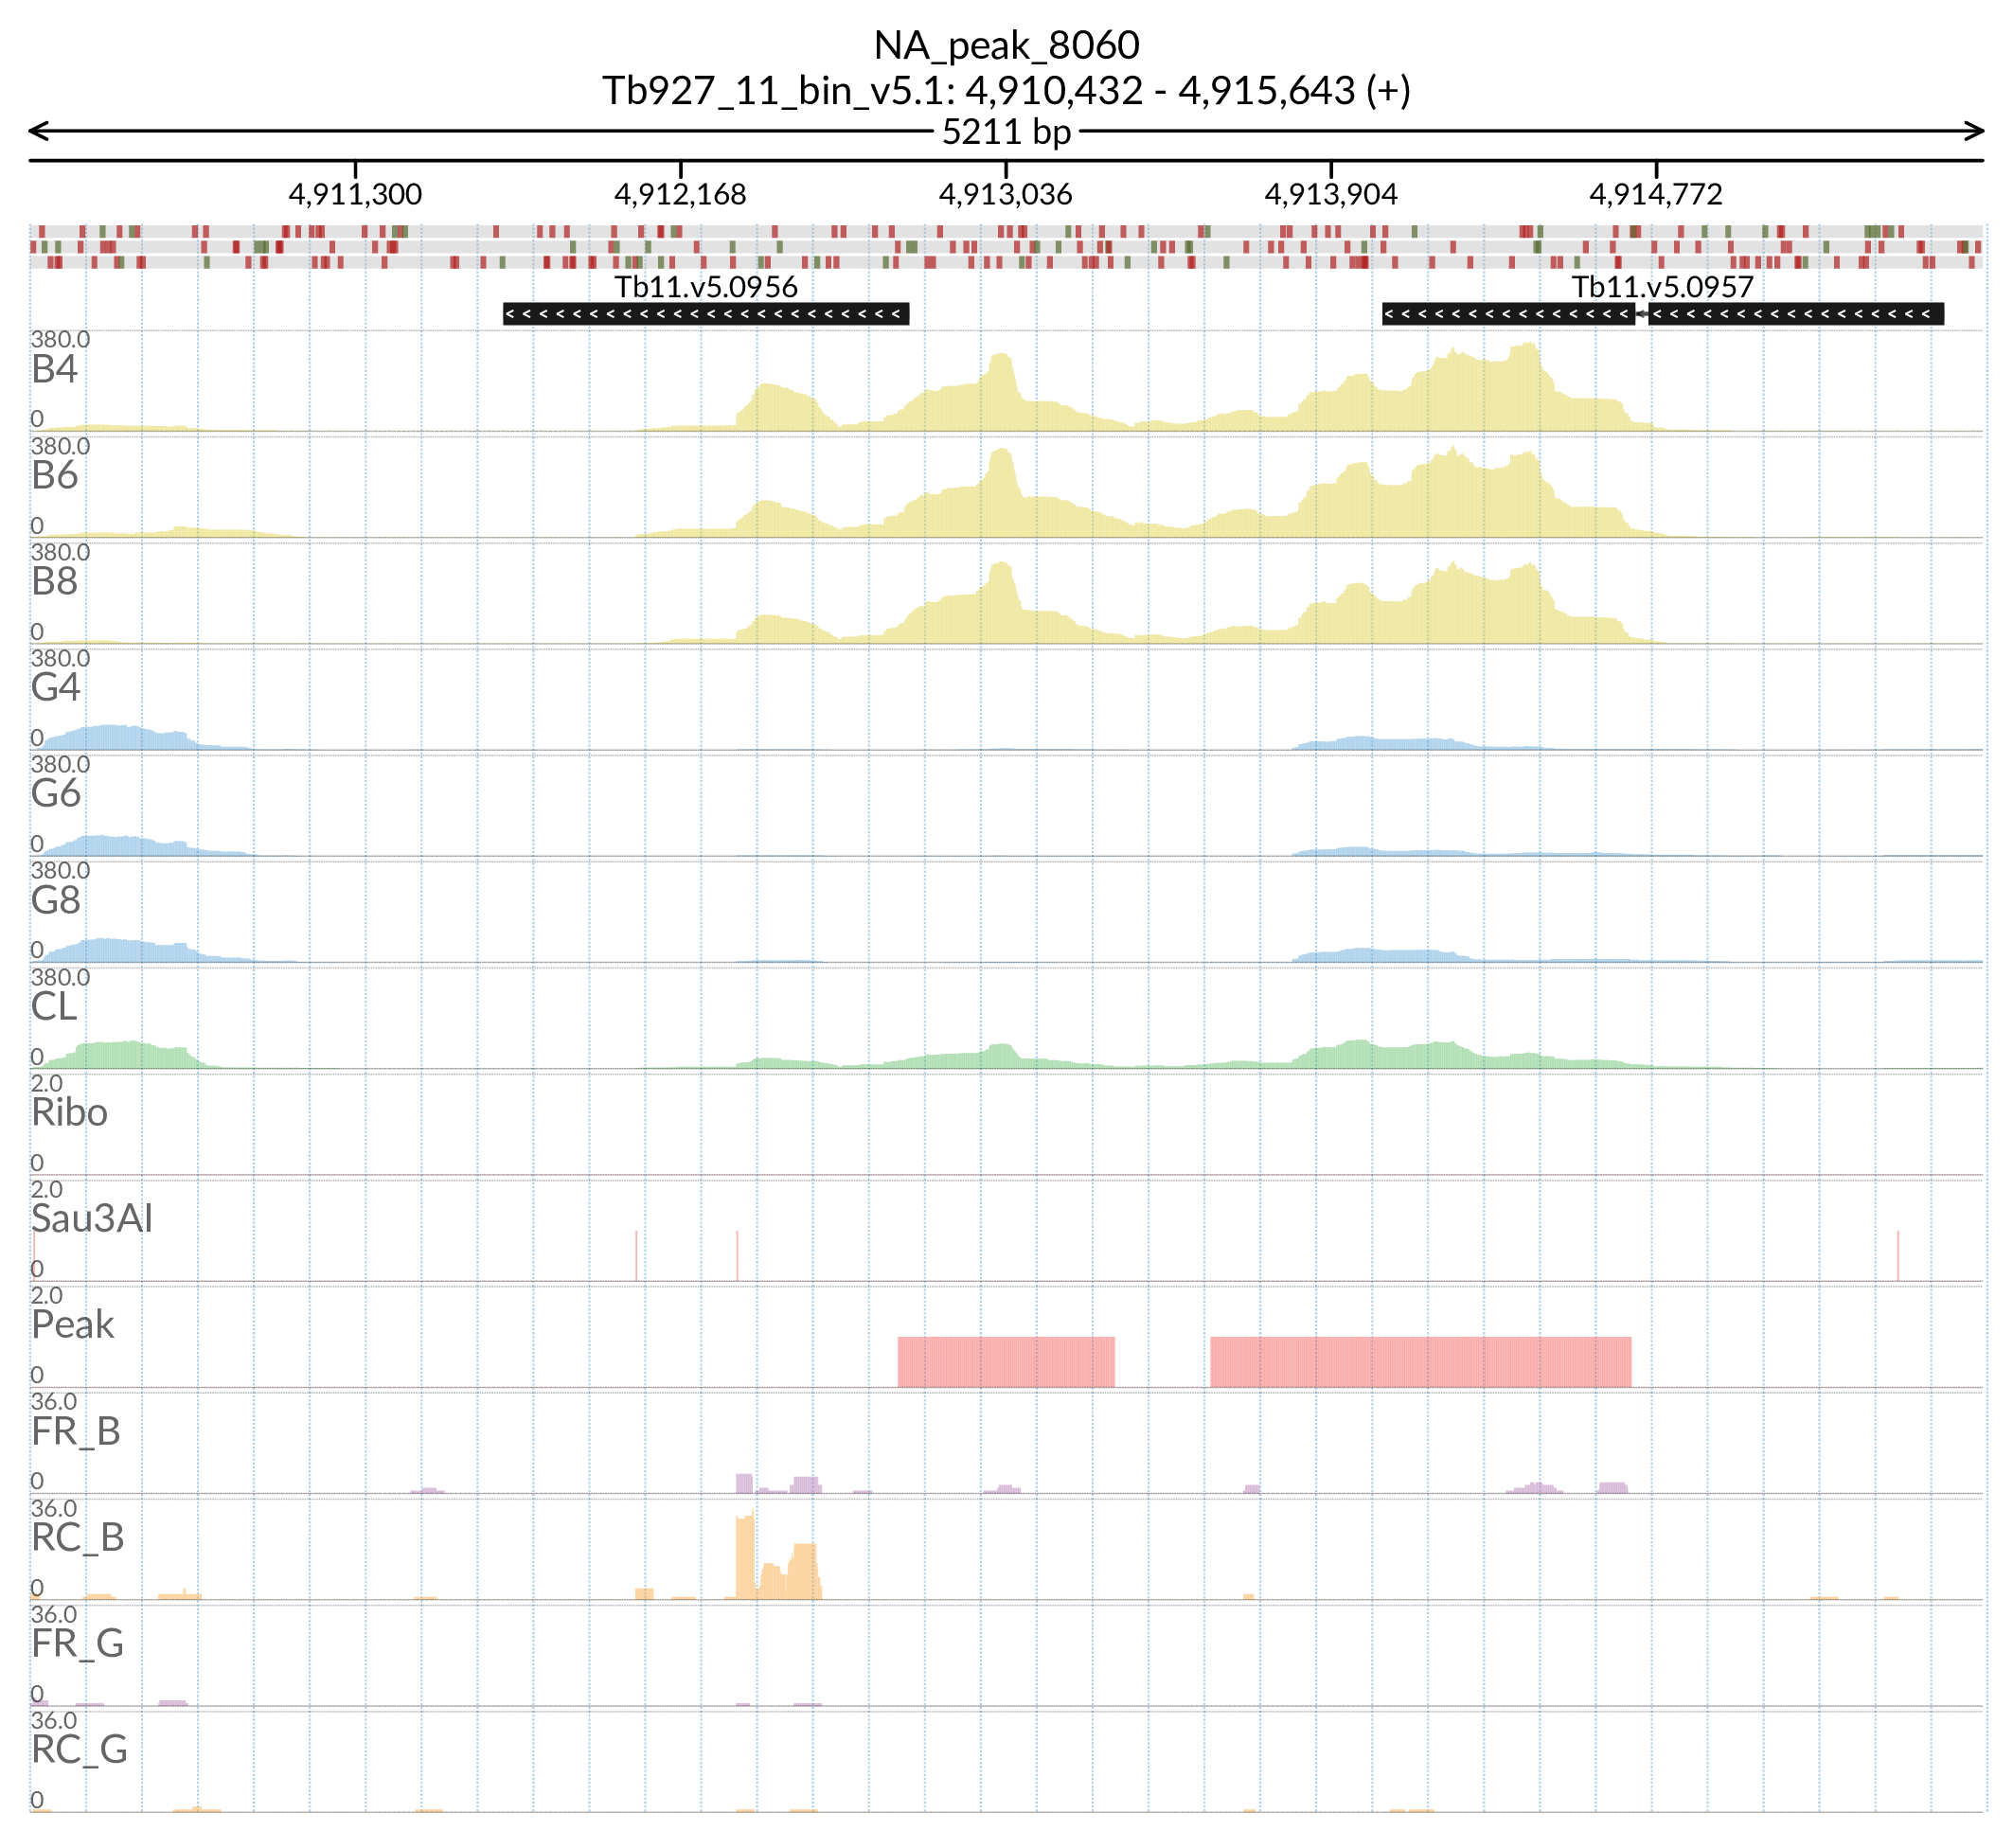 NA_peak_8060
Tb927_11_bin_v5.1: 4,910,432 - 4,915,643 (+)
5211 bp
4,911,300 4,912,168 4,913,036 4,913,904 4,914,772
Tb11.v5.0956 Tb11.v5.0957
380.0
B4
0
380.0
B6
0
380.0
B8
0
380.0
G4
0
380.0
G6
0
380.0
G8
0
380.0
CL
0
2.0
Ribo
0
2.0
Sau3AI
0
2.0
Peak
0
36.0
FR_B
0
36.0
RC_B
0
36.0
FR_G
0
36.0
RC_G
0